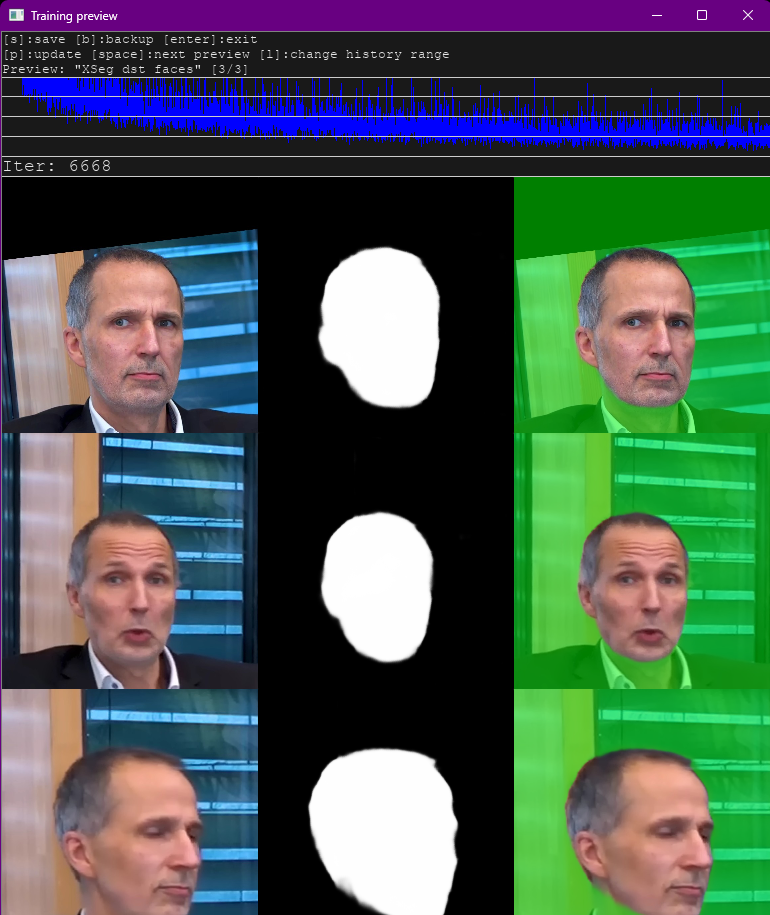 Training preview
[s]:save [b]:backup [enter]:exit
[p]:update [space]:next preview [l]:change history range
Preview: "XSeg dst faces" [3/3]
Iter: 6668